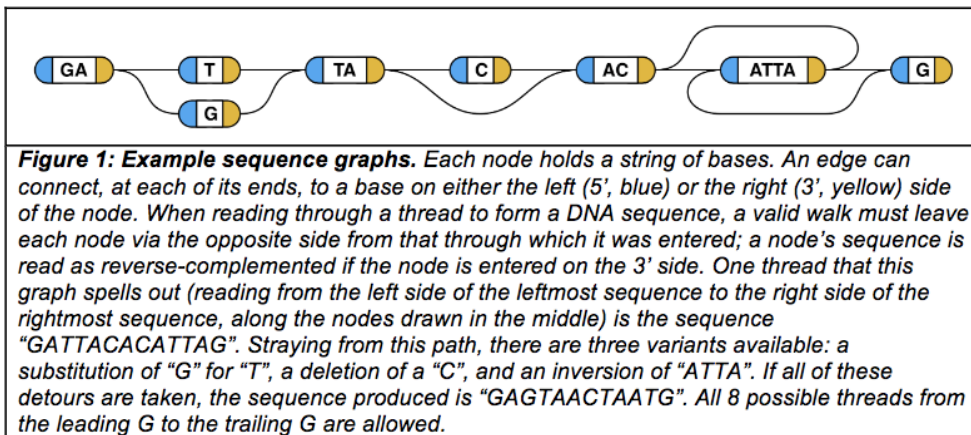 GA T TA C AC ATTA G
G
Figure 1: Example sequence graphs. Each node holds a string of bases. An edge can
connect, at each of its ends, to a base on either the left (5’, blue) or the right (3’, yellow) side
of the node. When reading through a thread to form a DNA sequence, a valid walk must leave
each node via the opposite side from that through which it was entered; a node’s sequence is
read as reverse-complemented if the node is entered on the 3’ side. One thread that this
graph spells out (reading from the left side of the leftmost sequence to the right side of the
rightmost sequence, along the nodes drawn in the middle) is the sequence
“GATTACACATTAG”. Straying from this path, there are three variants available: a
substitution of “G” for “T”, a deletion of a “C”, and an inversion of “ATTA”. If all of these
detours are taken, the sequence produced is “GAGTAACTAATG”. All 8 possible threads from
the leading G to the trailing G are allowed.